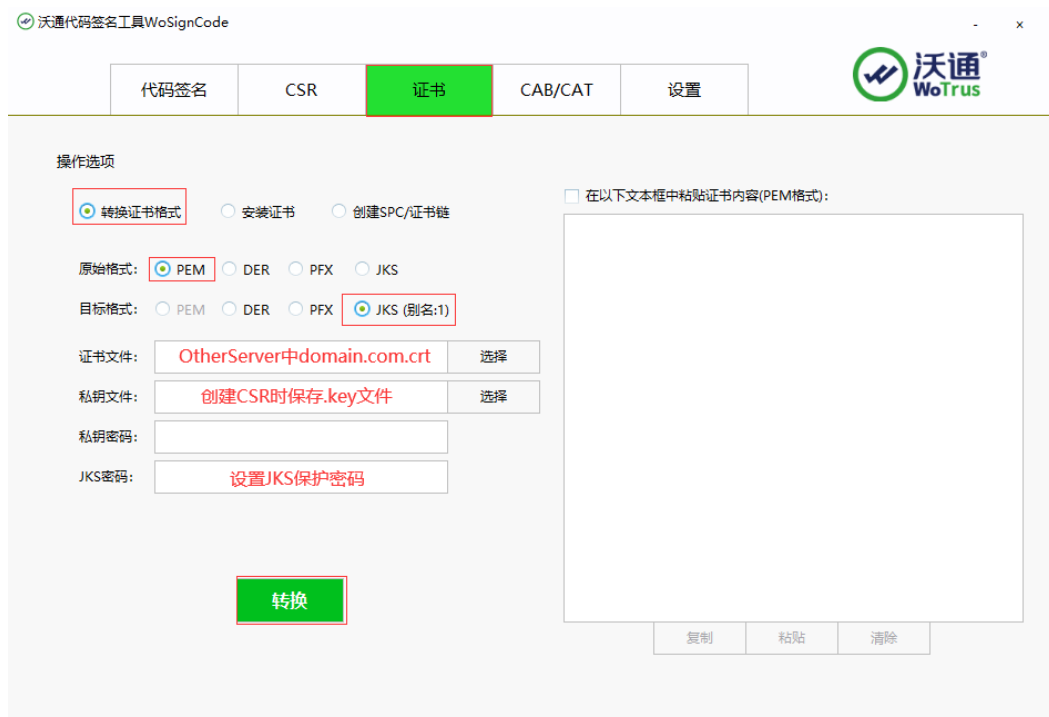 沃通代码签名工具WoSignCode
- x
代码签名 CSR 证书 CAB/CAT 设置
沃通®
WoTrus
操作选项
转换证书格式 安装证书 创建SPC/证书链
在以下文本框中粘贴证书内容(PEM格式):
原始格式: PEM DER PFX JKS
目标格式: PEM DER PFX JKS (别名:1)
证书文件: OtherServer中domain.com.crt 选择
私钥文件: 创建CSR时保存.key文件 选择
私钥密码:
JKS密码: 设置JKS保护密码
转换
复制 粘贴 清除